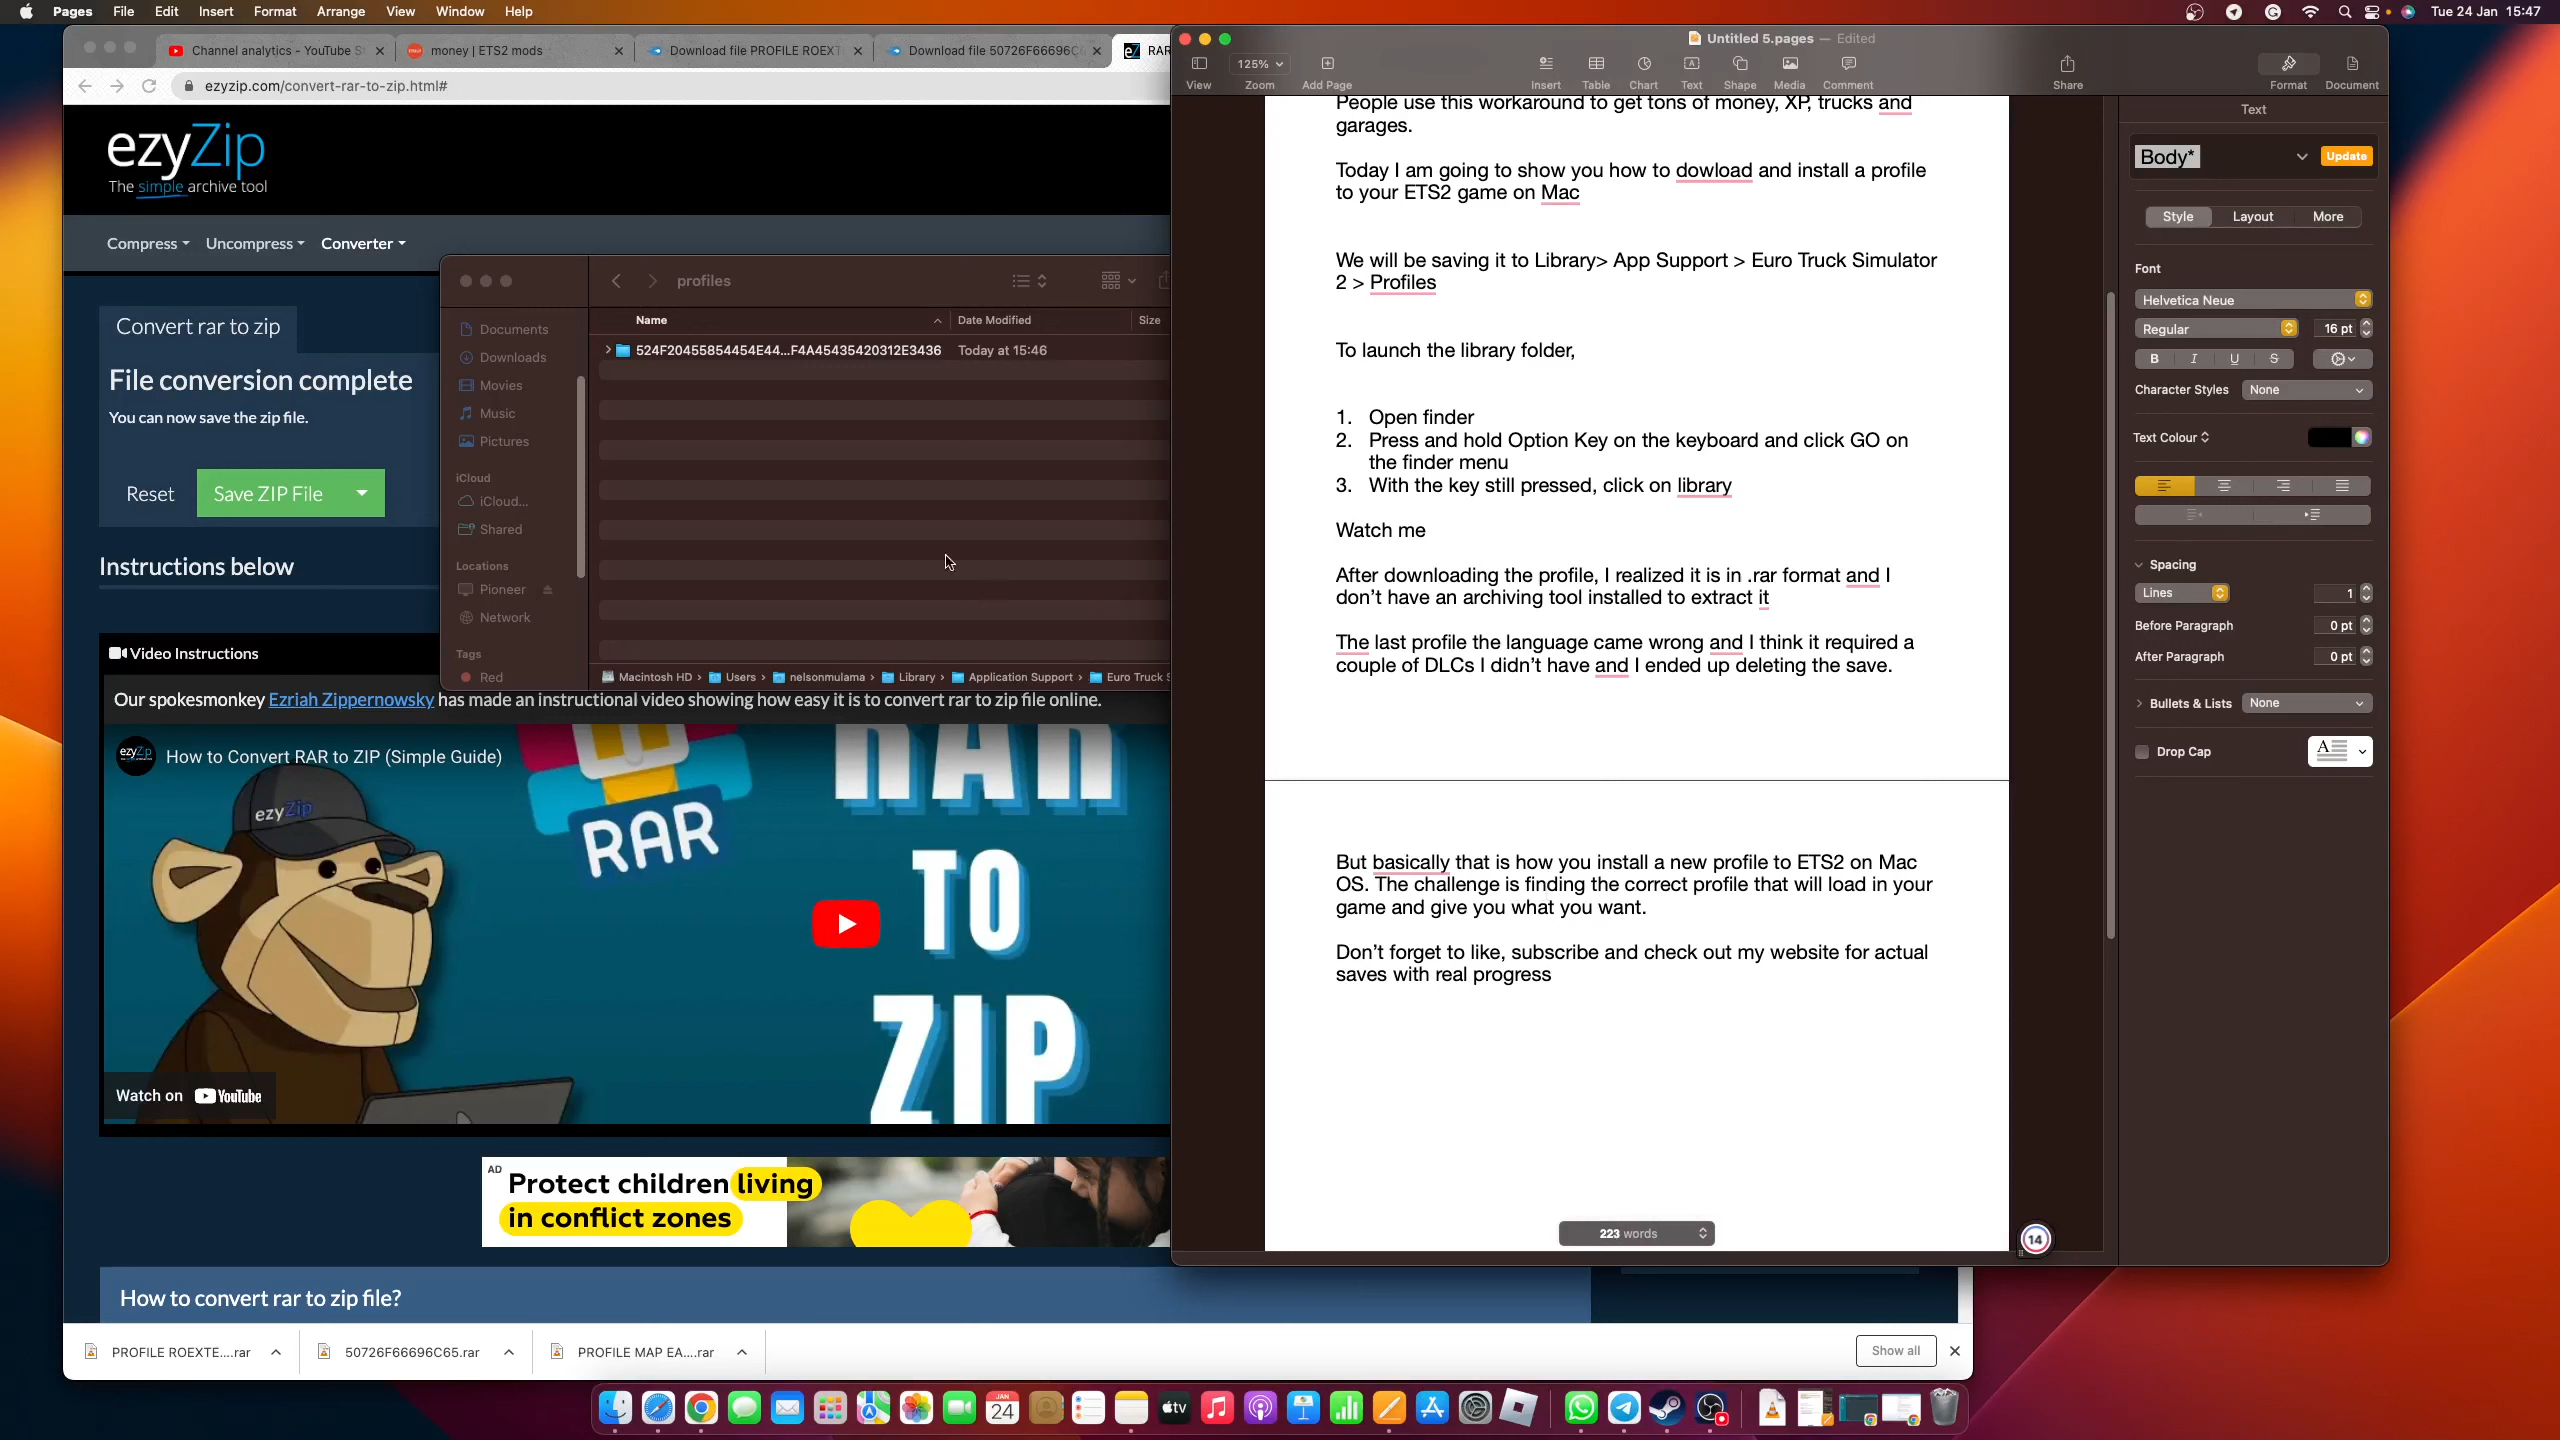 Pages File Edit Insert Format Arrange View Window Help
Tue 24 Jan 15:47
Channel analytics - YouTube S
money | ETS2 mods
Download file PROFILE ROEXT
Download file 50726F66696C6
RAR
ezyzip.com/convert-rar-to-zip.html#
ezyZip
The simple archive tool
Compress Uncompress Converter
Convert rar to zip
File conversion complete
You can now save the zip file.
Reset Save ZIP File
Instructions below
Video Instructions
Our spokesmonkey Ezriah Zippernowsky has made an instructional video showing how easy it is to convert rar to zip file online.
ezyZip How to Convert RAR to ZIP (Simple Guide)
ezyZip
RAR
RAR
TO
ZIP
Watch on YouTube
AD
Protect children living
in conflict zones
How to convert rar to zip file?
PROFILE ROEXTE....rar
50726F66696C65.rar
PROFILE MAP EA....rar
Show all
profiles
Name Date Modified Size
524F20455854454E44...F4A45435420312E3436 Today at 15:46
Documents
Downloads
Movies
Music
Pictures
iCloud
iCloud...
Shared
Locations
Pioneer
Network
Tags
Red
Macintosh HD › Users › nelsonmulama › Library › Application Support › Euro Truck S
Untitled 5.pages — Edited
125%
View Zoom Add Page Insert Table Chart Text Shape Media Comment Share Format Document
People use this workaround to get tons of money, XP, trucks and
garages.
Today I am going to show you how to dowload and install a profile
to your ETS2 game on Mac
We will be saving it to Library> App Support > Euro Truck Simulator
2 > Profiles
To launch the library folder,
1. Open finder
2. Press and hold Option Key on the keyboard and click GO on
the finder menu
3. With the key still pressed, click on library
Watch me
After downloading the profile, I realized it is in .rar format and I
don’t have an archiving tool installed to extract it
The last profile the language came wrong and I think it required a
couple of DLCs I didn’t have and I ended up deleting the save.
But basically that is how you install a new profile to ETS2 on Mac
OS. The challenge is finding the correct profile that will load in your
game and give you what you want.
Don’t forget to like, subscribe and check out my website for actual
saves with real progress
223 words
14
Text
Body* Update
Style Layout More
Font
Helvetica Neue
Regular 16 pt
B I U S
Character Styles None
Text Colour
Spacing
Lines 1
Before Paragraph 0 pt
After Paragraph 0 pt
Bullets & Lists None
Drop Cap
A
JAN
24
tv